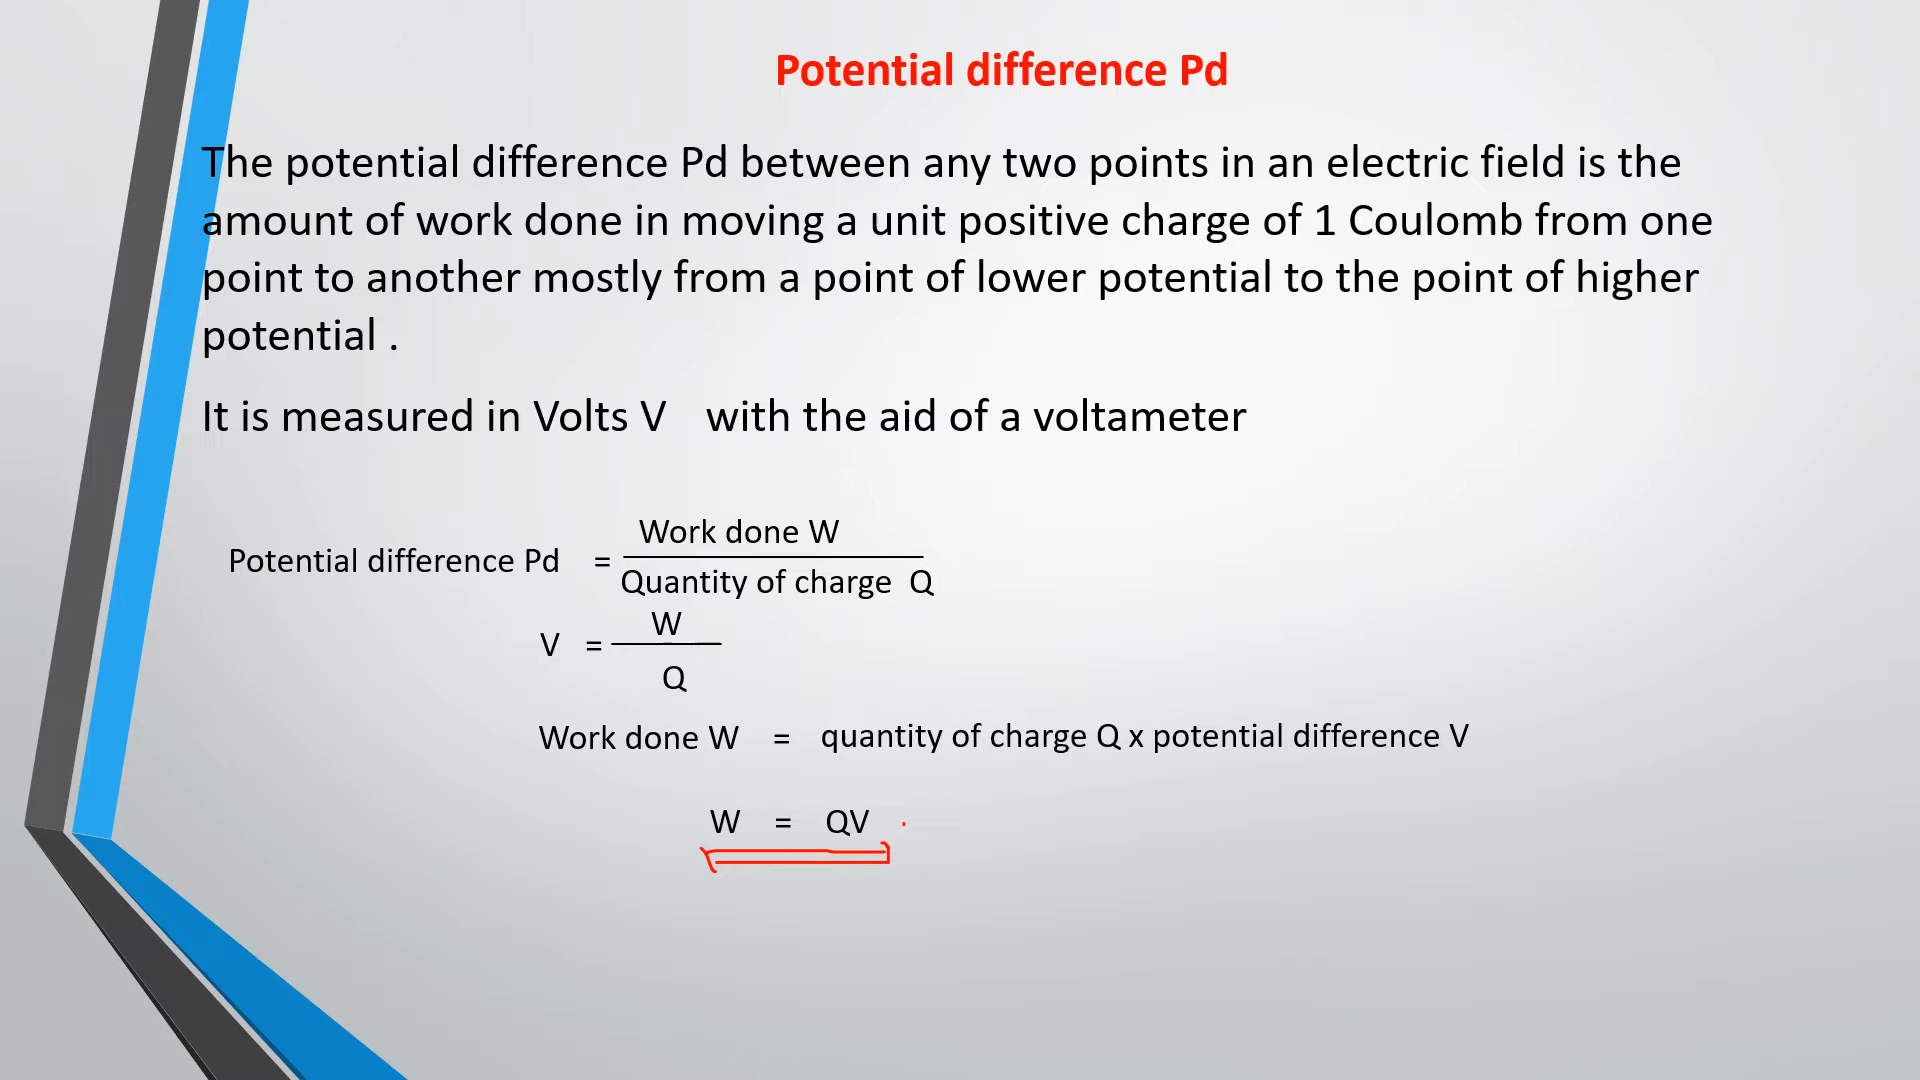 Potential difference Pd
The potential difference Pd between any two points in an electric field is the
amount of work done in moving a unit positive charge of 1 Coulomb from one
point to another mostly from a point of lower potential to the point of higher
potential .
It is measured in Volts V with the aid of a voltameter
Work done W
Potential difference Pd =
Quantity of charge Q
W
V =
Q
Work done W = quantity of charge Q x potential difference V
W = QV